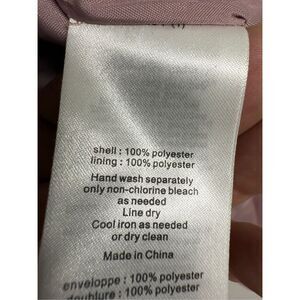 shell : 100% polyester
lining : 100% polyester
Hand wash separately
only non-chlorine bleach
as needed
Line dry
Cool iron as needed
or dry clean
Made in China
enveloppe : 100% polyester
doublure : 100% polyester